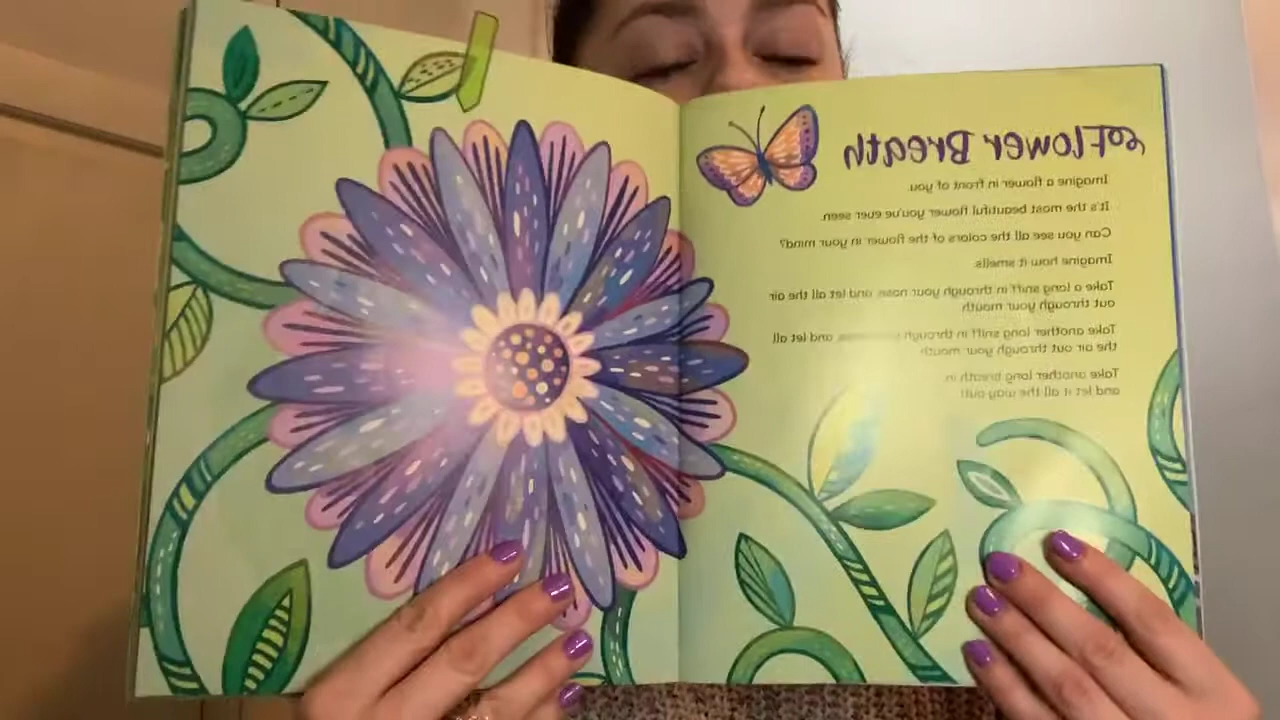 Flower Breath
Imagine a flower in front of you.
It's the most beautiful flower you've ever seen.
Can you see all the colors of the flower in your mind?
Imagine how it smells.
Take a long sniff in through your nose and let all the air
out through your mouth.
Take another long sniff in through your nose, and let all
the air out through your mouth.
Take another long breath in
and let it all the way out!